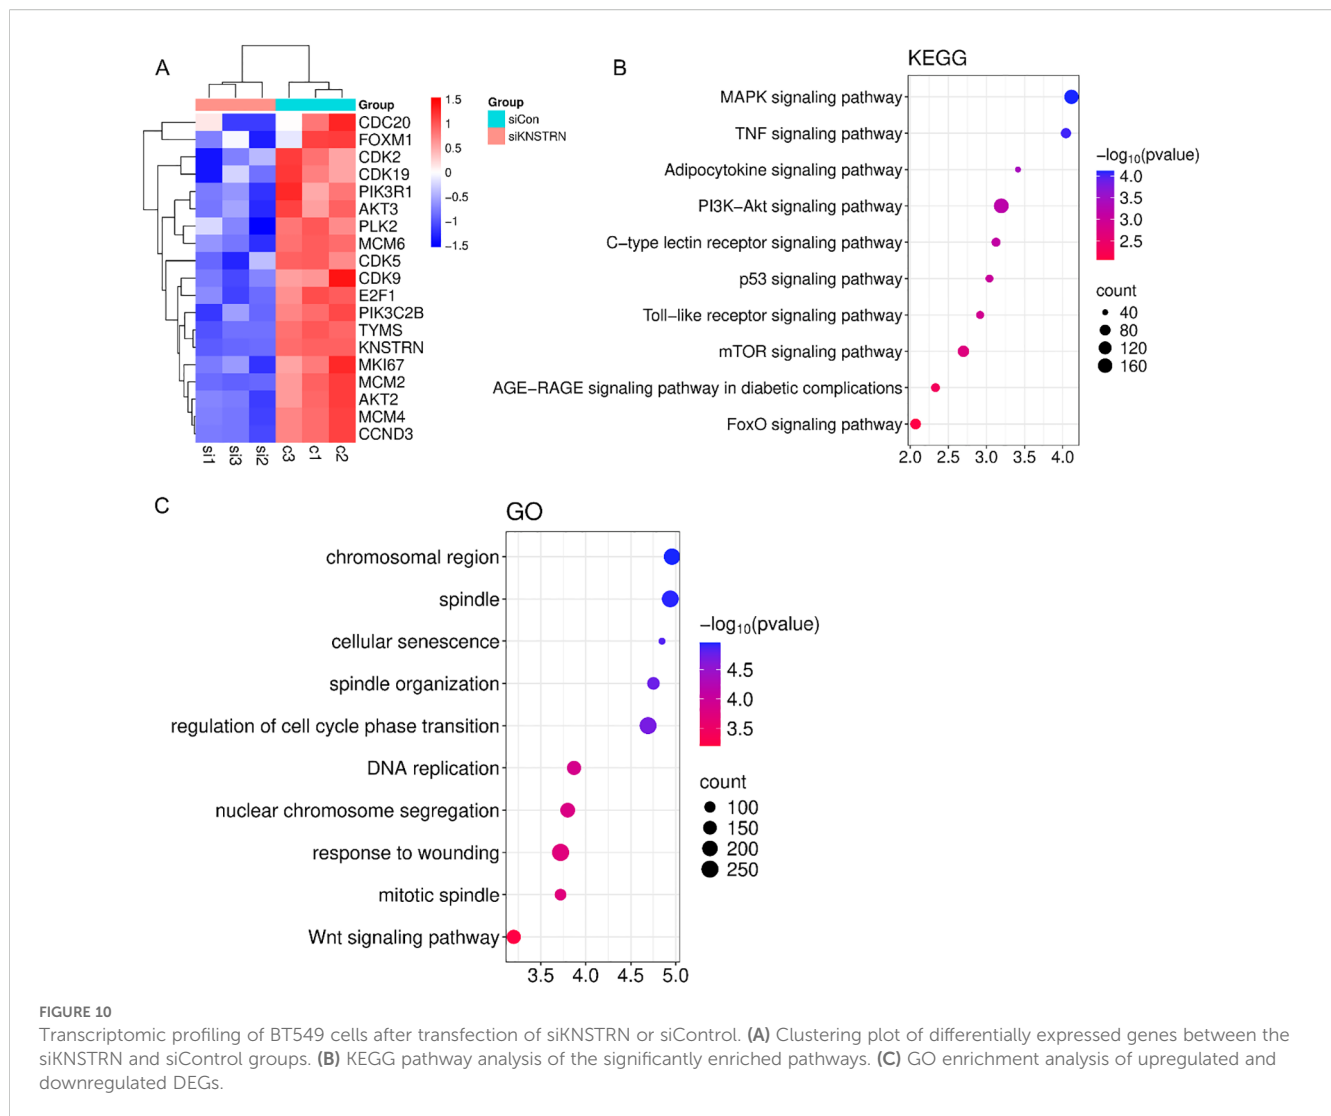 A
Group
CDC20
FOXM1
CDK2
CDK19
PIK3R1
AKT3
PLK2
MCM6
CDK5
CDK9
E2F1
PIK3C2B
TYMS
KNSTRN
MKI67
MCM2
AKT2
MCM4
CCND3
si1
si3
si2
c3
c1
c2
1.5
1
0.5
0
−0.5
−1
−1.5
Group
siCon
siKNSTRN
B
KEGG
MAPK signaling pathway
TNF signaling pathway
Adipocytokine signaling pathway
PI3K−Akt signaling pathway
C−type lectin receptor signaling pathway
p53 signaling pathway
Toll−like receptor signaling pathway
mTOR signaling pathway
AGE−RAGE signaling pathway in diabetic complications
FoxO signaling pathway
2.0 2.5 3.0 3.5 4.0
−log₁₀(pvalue)
4.0
3.5
3.0
2.5
count
40
80
120
160
C
GO
chromosomal region
spindle
cellular senescence
spindle organization
regulation of cell cycle phase transition
DNA replication
nuclear chromosome segregation
response to wounding
mitotic spindle
Wnt signaling pathway
3.5 4.0 4.5 5.0
−log₁₀(pvalue)
4.5
4.0
3.5
count
100
150
200
250
FIGURE 10
Transcriptomic profiling of BT549 cells after transfection of siKNSTRN or siControl. (A) Clustering plot of differentially expressed genes between the
siKNSTRN and siControl groups. (B) KEGG pathway analysis of the significantly enriched pathways. (C) GO enrichment analysis of upregulated and
downregulated DEGs.